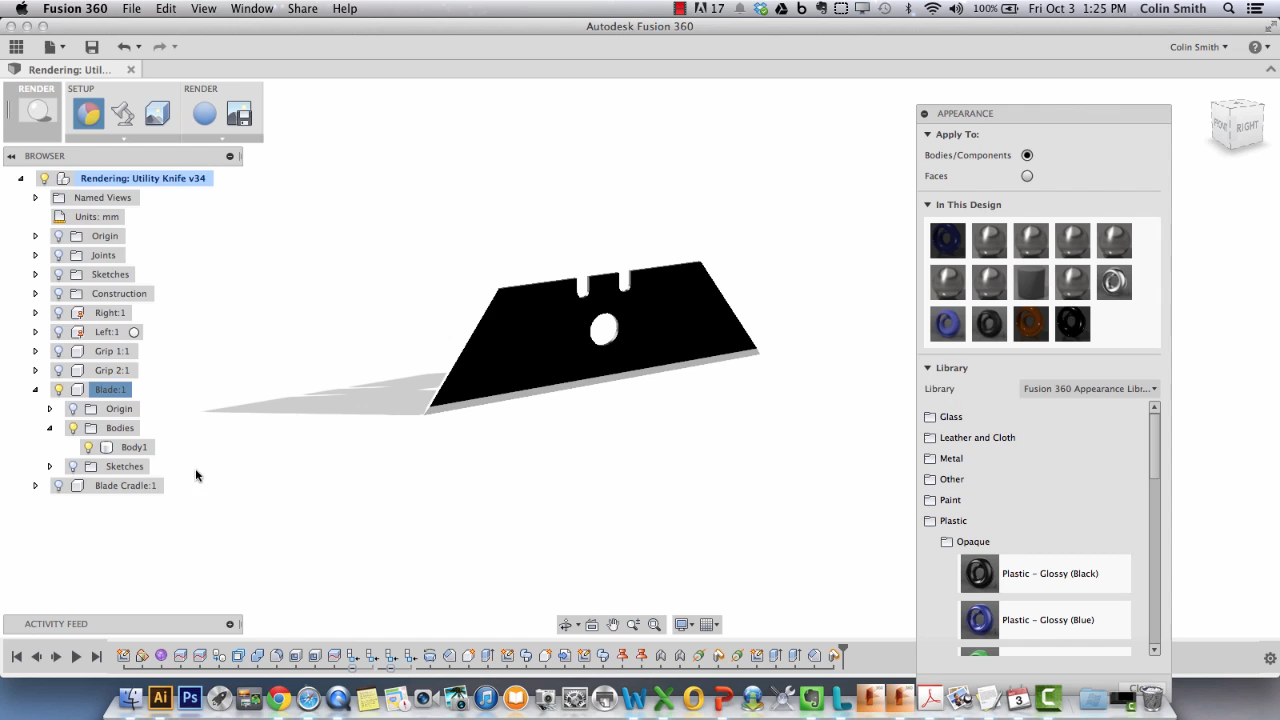 Fusion 360 File Edit View Window Share Help 17 100% Fri Oct 3 1:25 PM Colin Smith
Autodesk Fusion 360
Colin Smith
Rendering: Util...
RENDER SETUP RENDER
BROWSER
Rendering: Utility Knife v34
Named Views
Units: mm
Origin
Joints
Sketches
Construction
Right:1
Left:1
Grip 1:1
Grip 2:1
Blade:1
Origin
Bodies
Body1
Sketches
Blade Cradle:1
ACTIVITY FEED
FRONT RIGHT
APPEARANCE
Apply To:
Bodies/Components
Faces
In This Design
Library
Library Fusion 360 Appearance Libr...
Glass
Leather and Cloth
Metal
Other
Paint
Plastic
Opaque
Plastic - Glossy (Black)
Plastic - Glossy (Blue)
Ai Ps